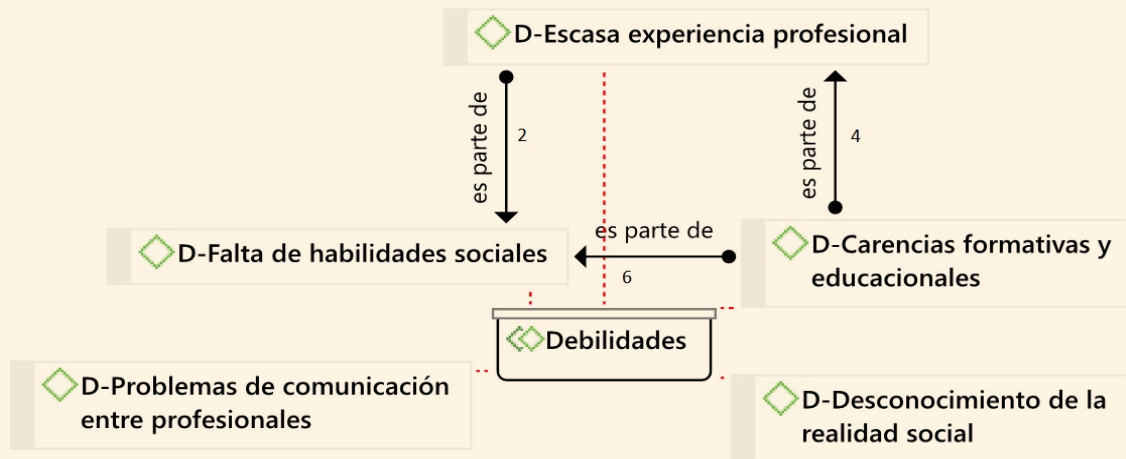 D-Escasa experiencia profesional
es parte de
2
es parte de
4
D-Falta de habilidades sociales
es parte de
6
D-Carencias formativas y
educacionales
Debilidades
D-Problemas de comunicación
entre profesionales
D-Desconocimiento de la
realidad social